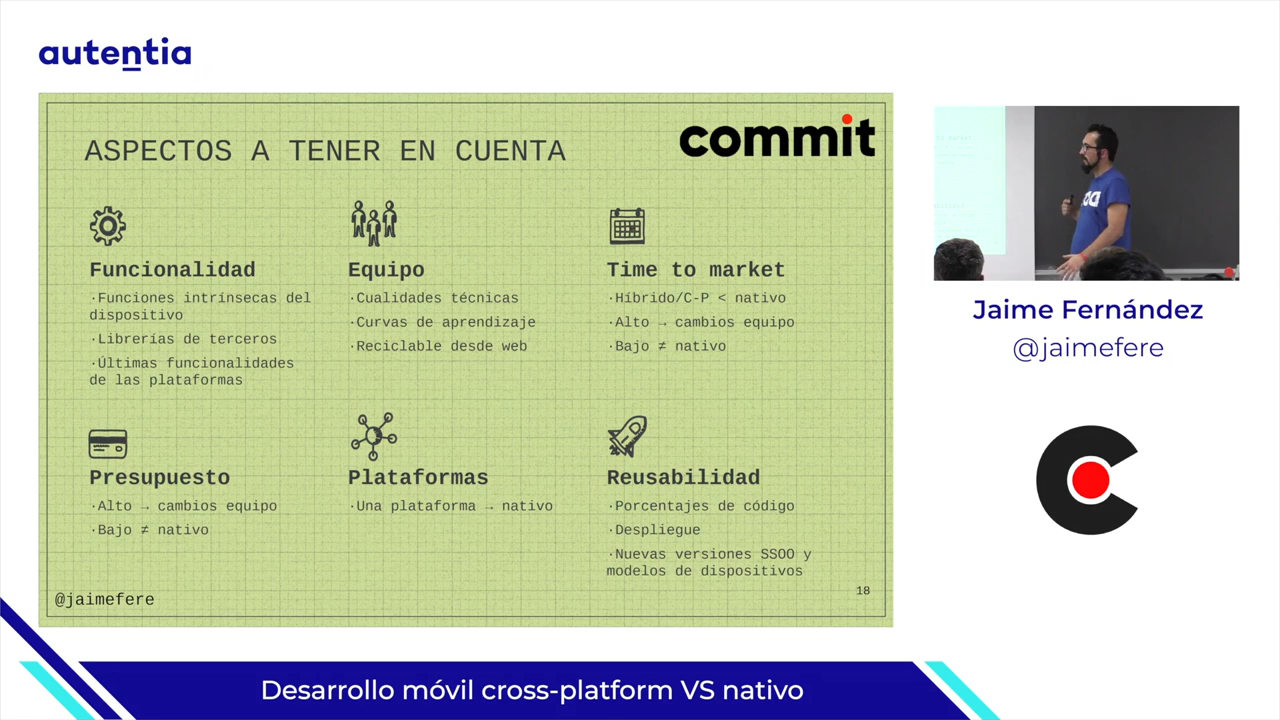 autentia
ASPECTOS A TENER EN CUENTA
commit
Funcionalidad
·Funciones intrínsecas del
dispositivo
·Librerías de terceros
·Últimas funcionalidades
de las plataformas
Equipo
·Cualidades técnicas
·Curvas de aprendizaje
·Reciclable desde web
Time to market
·Híbrido/C-P < nativo
·Alto → cambios equipo
·Bajo ≠ nativo
Presupuesto
·Alto → cambios equipo
·Bajo ≠ nativo
Plataformas
·Una plataforma → nativo
Reusabilidad
·Porcentajes de código
·Despliegue
·Nuevas versiones SSOO y
modelos de dispositivos
@jaimefere
18
Jaime Fernández
@jaimefere
Desarrollo móvil cross-platform VS nativo